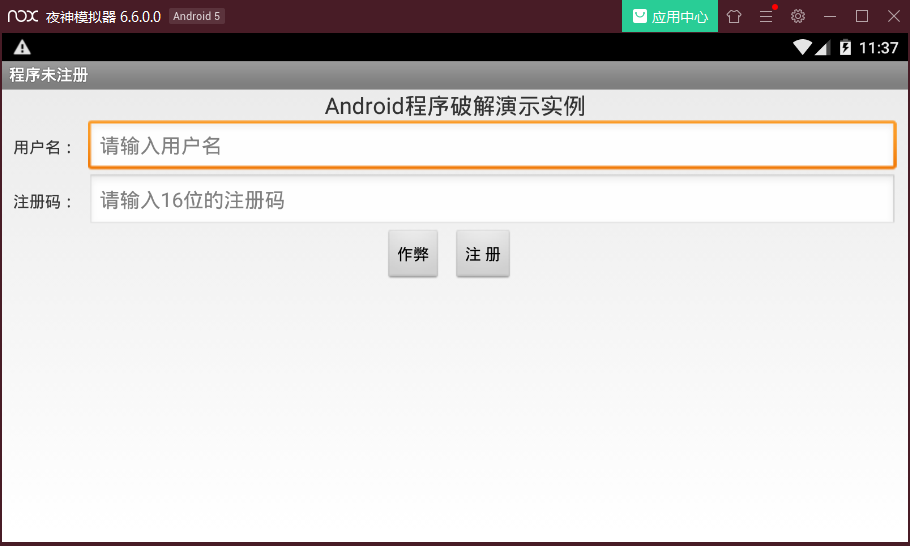 nox 夜神模拟器 6.6.0.0 Android 5 应用中心
11:37
程序未注册
Android程序破解演示实例
用户名： 请输入用户名
注册码： 请输入16位的注册码
作弊 注 册